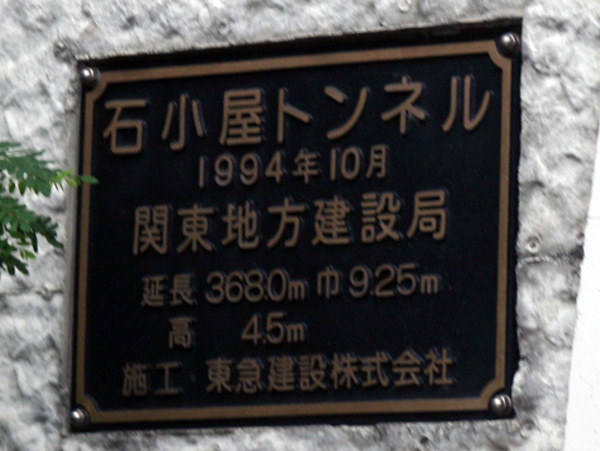 石小屋トンネル
1994年10月
関東地方建設局
延長 368.0m 巾 9.25m
高 4.5m
施工 東急建設株式会社